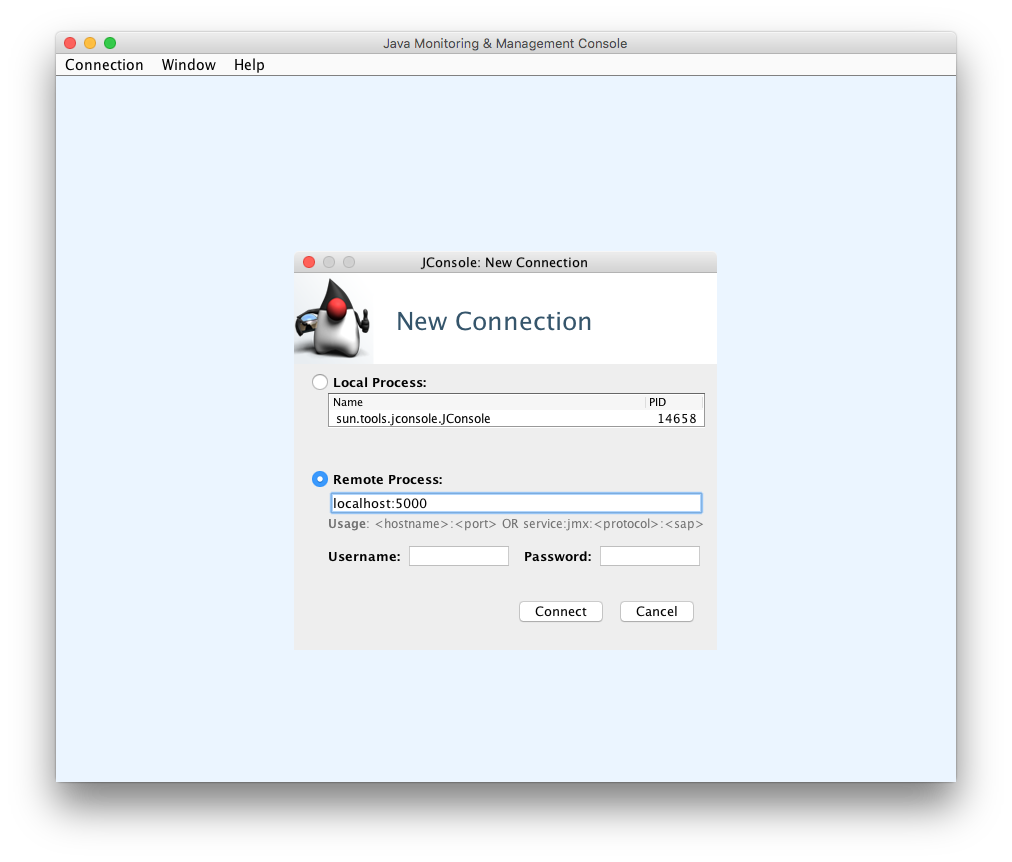 Java Monitoring & Management Console
Connection Window Help
JConsole: New Connection
New Connection
Local Process:
Name PID
sun.tools.jconsole.JConsole 14658
Remote Process:
localhost:5000
Usage: <hostname>:<port> OR service:jmx:<protocol>:<sap>
Username: Password:
Connect Cancel